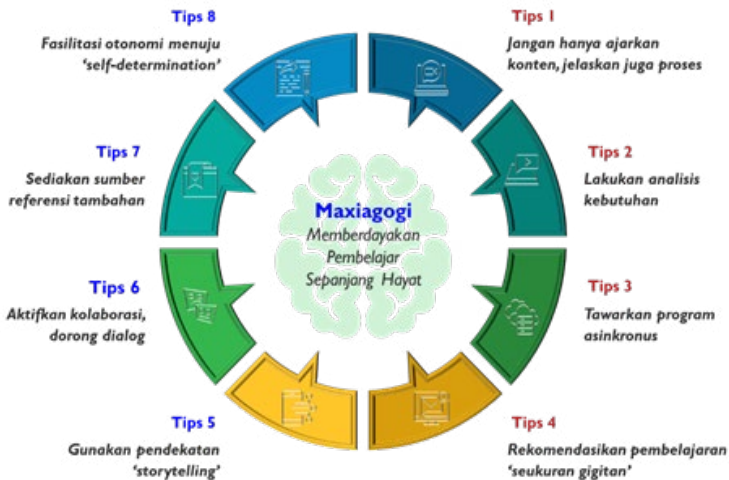 Tips 1
Jangan hanya ajarkan
konten, jelaskan juga proses
Tips 2
Lakukan analisis
kebutuhan
Tips 3
Tawarkan program
asinkronus
Tips 4
Rekomendasikan pembelajaran
'seukuran gigitan'
Tips 5
Gunakan pendekatan
'storytelling'
Tips 6
Aktifkan kolaborasi,
dorong dialog
Tips 7
Sediakan sumber
referensi tambahan
Tips 8
Fasilitasi otonomi menuju
'self-determination'
Maxiagogi
Memberdayakan
Pembelajar
Sepanjang Hayat